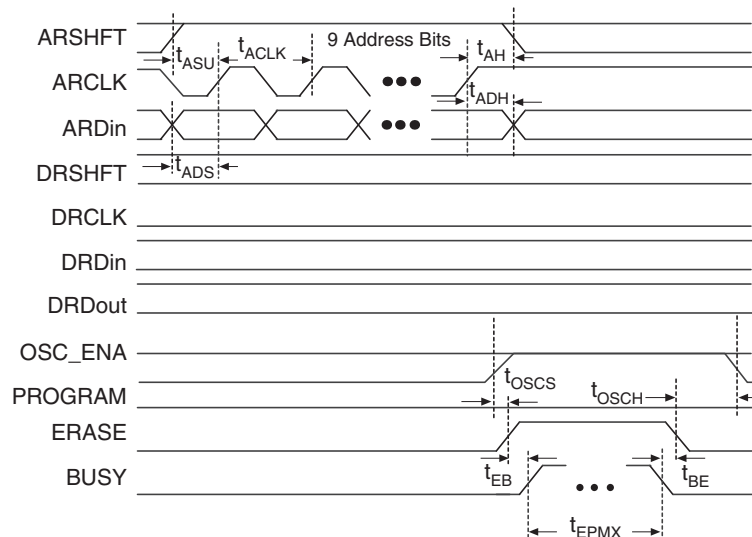 ARSHFT
9 Address Bits
tASU
tACLK
tAH
ARCLK
tADH
ARDin
tADS
DRSHFT
DRCLK
DRDin
DRDout
OSC_ENA
tOSCS
tOSCH
PROGRAM
ERASE
tEB
tBE
BUSY
tEPMX